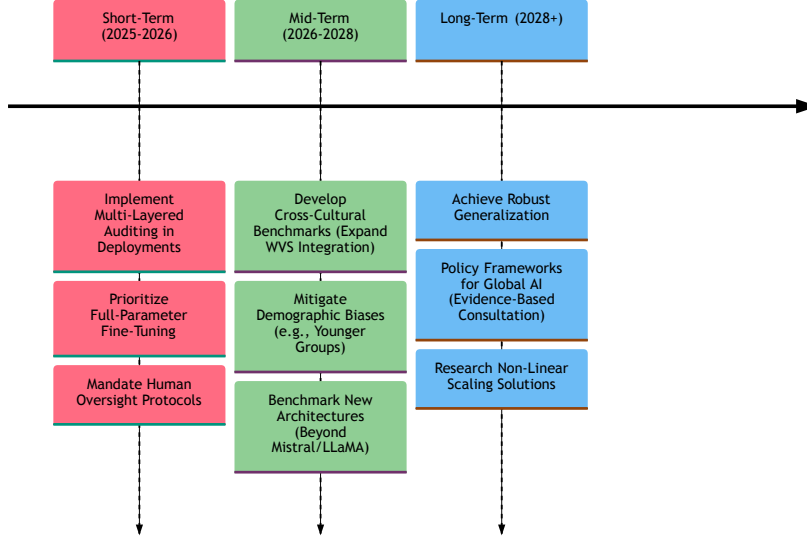 Short-Term
(2025-2026)
Mid-Term
(2026-2028)
Long-Term (2028+)
Implement
Multi-Layered
Auditing in
Deployments
Prioritize
Full-Parameter
Fine-Tuning
Mandate Human
Oversight Protocols
Develop
Cross-Cultural
Benchmarks (Expand
WVS Integration)
Mitigate
Demographic Biases
(e.g., Younger
Groups)
Benchmark New
Architectures
(Beyond
Mistral/LLaMA)
Achieve Robust
Generalization
Policy Frameworks
for Global AI
(Evidence-Based
Consultation)
Research Non-Linear
Scaling Solutions